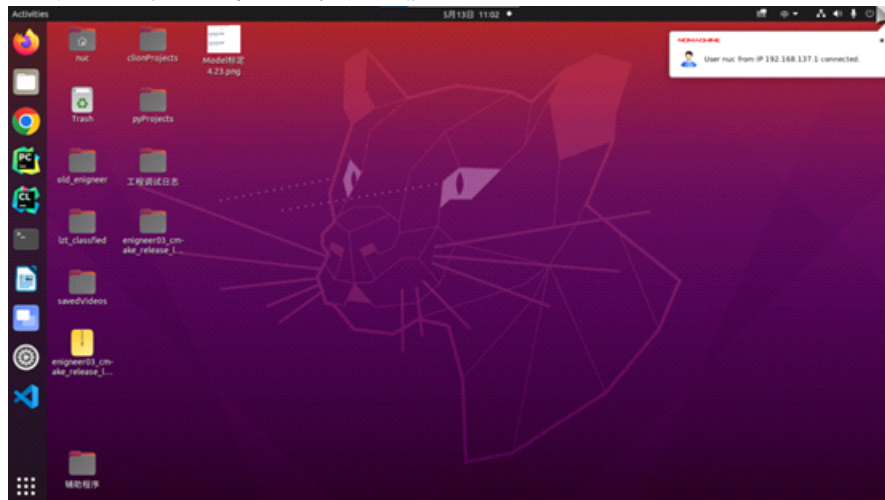 Activities
5月13日 11:02
NOMACHINE
User nuc from IP 192.168.137.1 connected.
nuc
clionProjects
Model标定
4.23.png
Trash
pyProjects
PC
old_enigneer
工程调试日志
CL
lzt_classfied
enigneer03_cm-
ake_release_l...
savedVideos
enigneer03_cm-
ake_release_l...
辅助程序